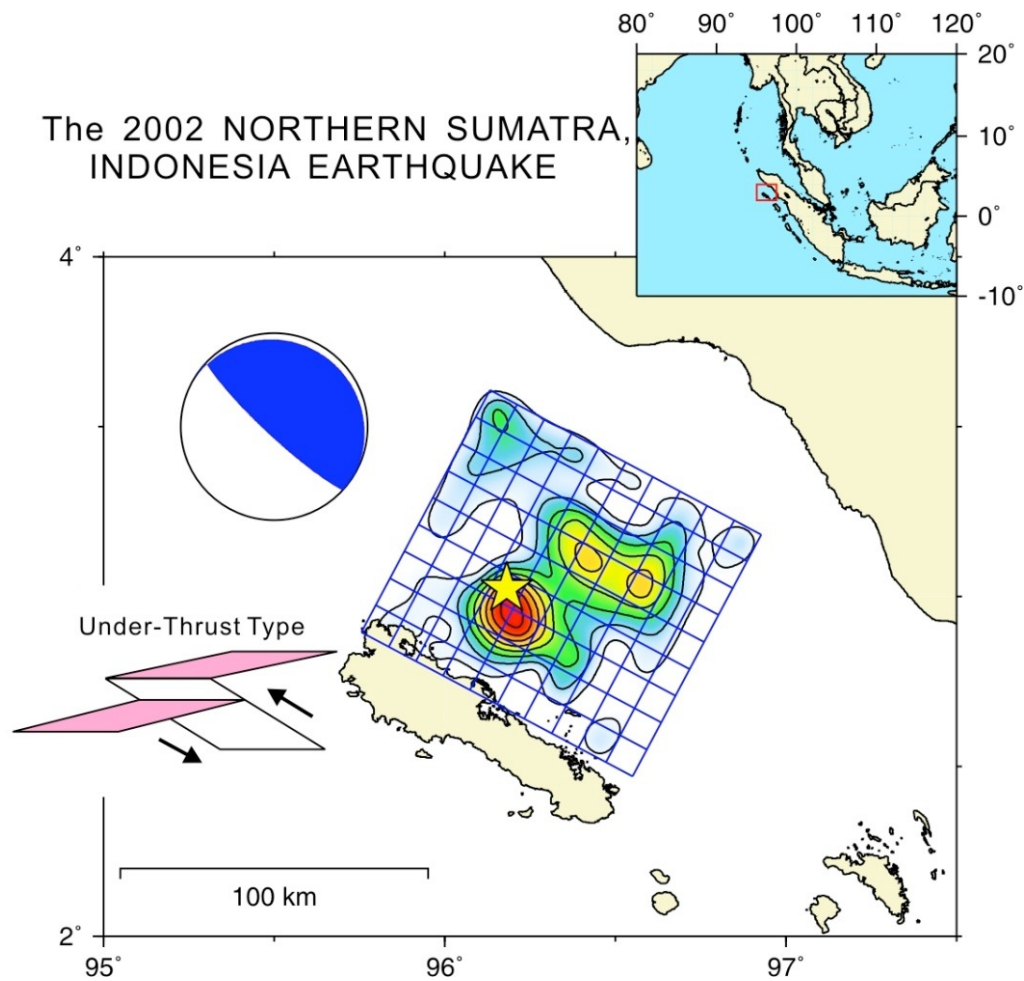 80° 90° 100° 110° 120°
20°
The 2002 NORTHERN SUMATRA,
INDONESIA EARTHQUAKE
10°
0°
-10°
4°
Under-Thrust Type
100 km
2°
95° 96° 97°